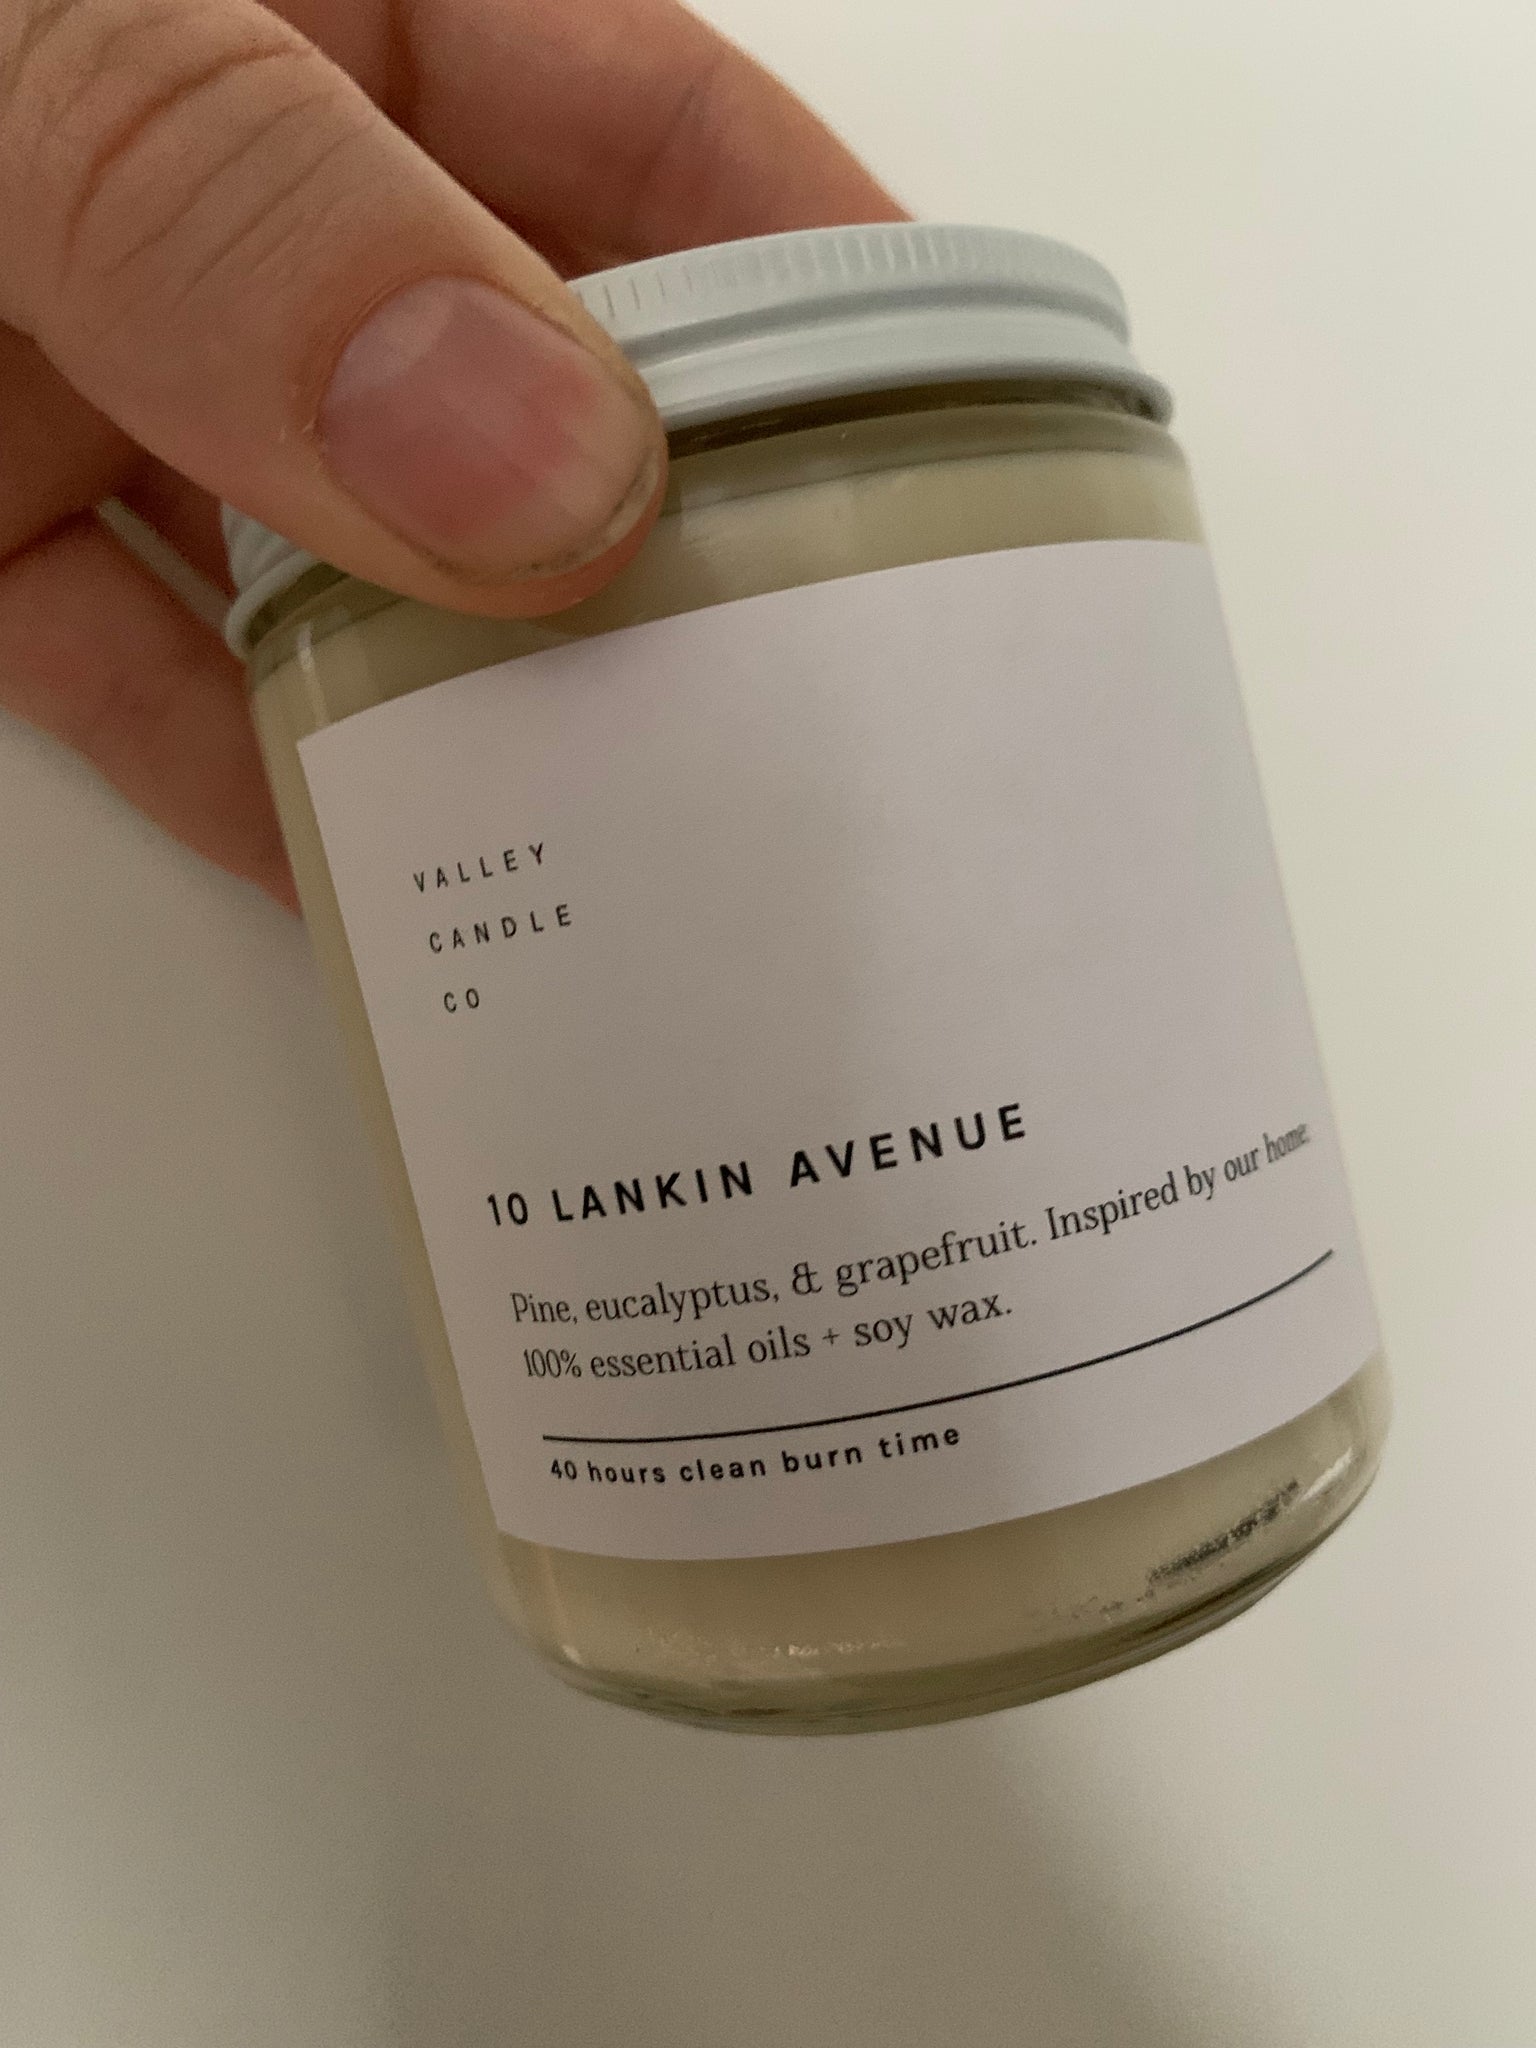 VALLEY
CANDLE
CO
10 LANKIN AVENUE
Pine, eucalyptus, & grapefruit. Inspired by our home.
100% essential oils + soy wax.
40 hours clean burn time